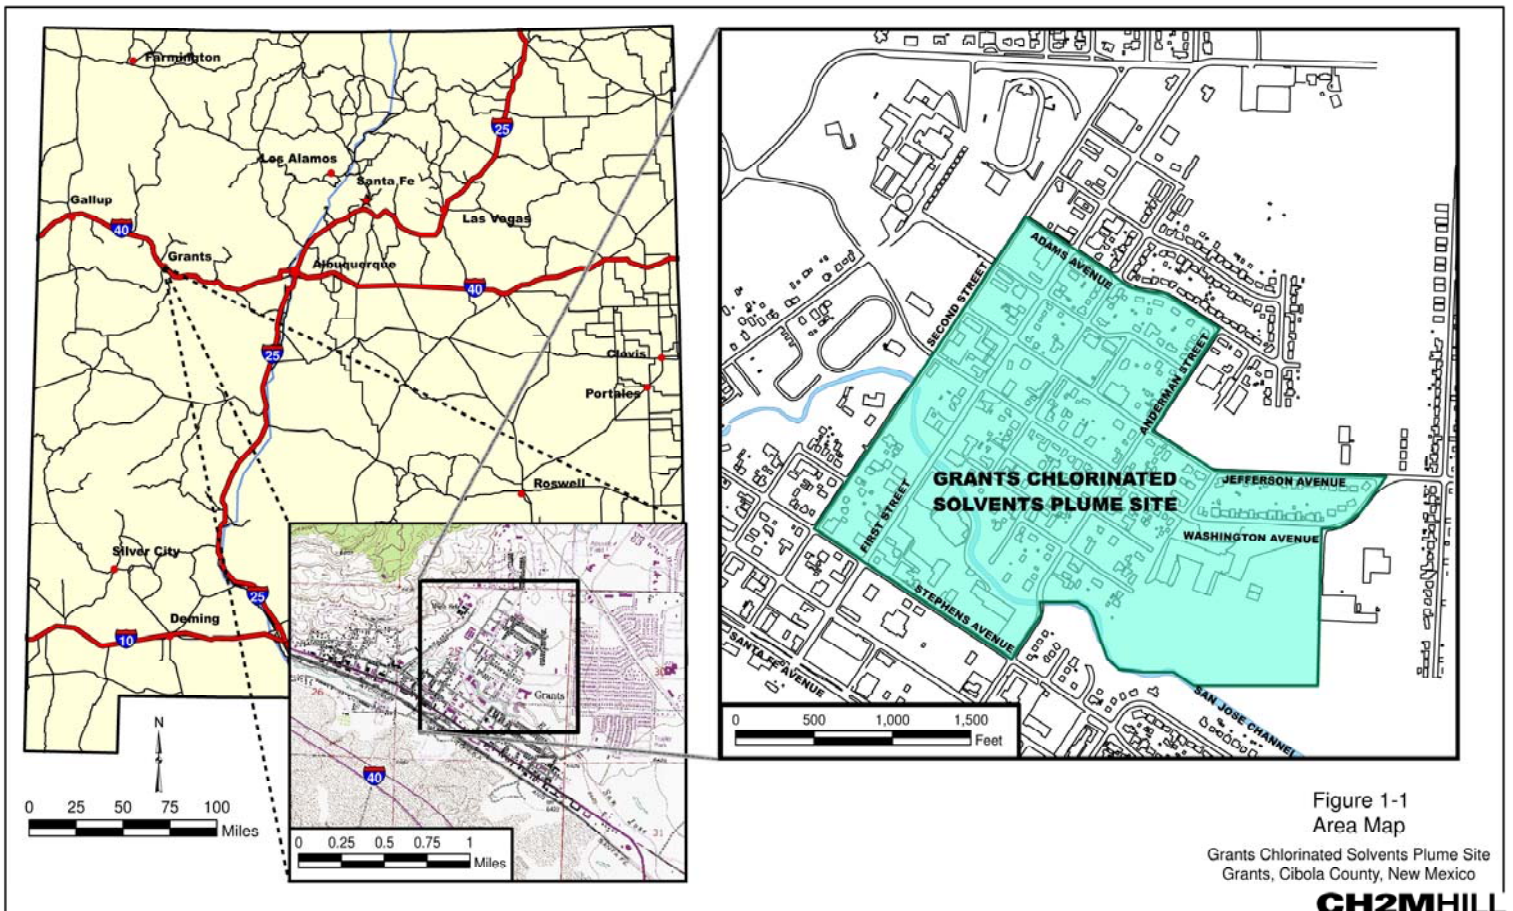 Farmington
25
Los Alamos
Santa Fe
Gallup
40
Las Vegas
Grants
Albuquerque
40
25
Clovis
Portales
Roswell
Silver City
25
Deming
10
N
S
0 25 50 75 100
Miles
Grants
26
30
31
40
0 0.25 0.5 0.75 1
Miles
ADAMS AVENUE
SECOND STREET
ANDERMAN STREET
GRANTS CHLORINATED
SOLVENTS PLUME SITE
JEFFERSON AVENUE
FIRST STREET
WASHINGTON AVENUE
STEPHENS AVENUE
SANTA FE AVENUE
SAN JOSE CHANNEL
0 500 1,000 1,500
Feet
Figure 1-1
Area Map
Grants Chlorinated Solvents Plume Site
Grants, Cibola County, New Mexico
CH2MHILL